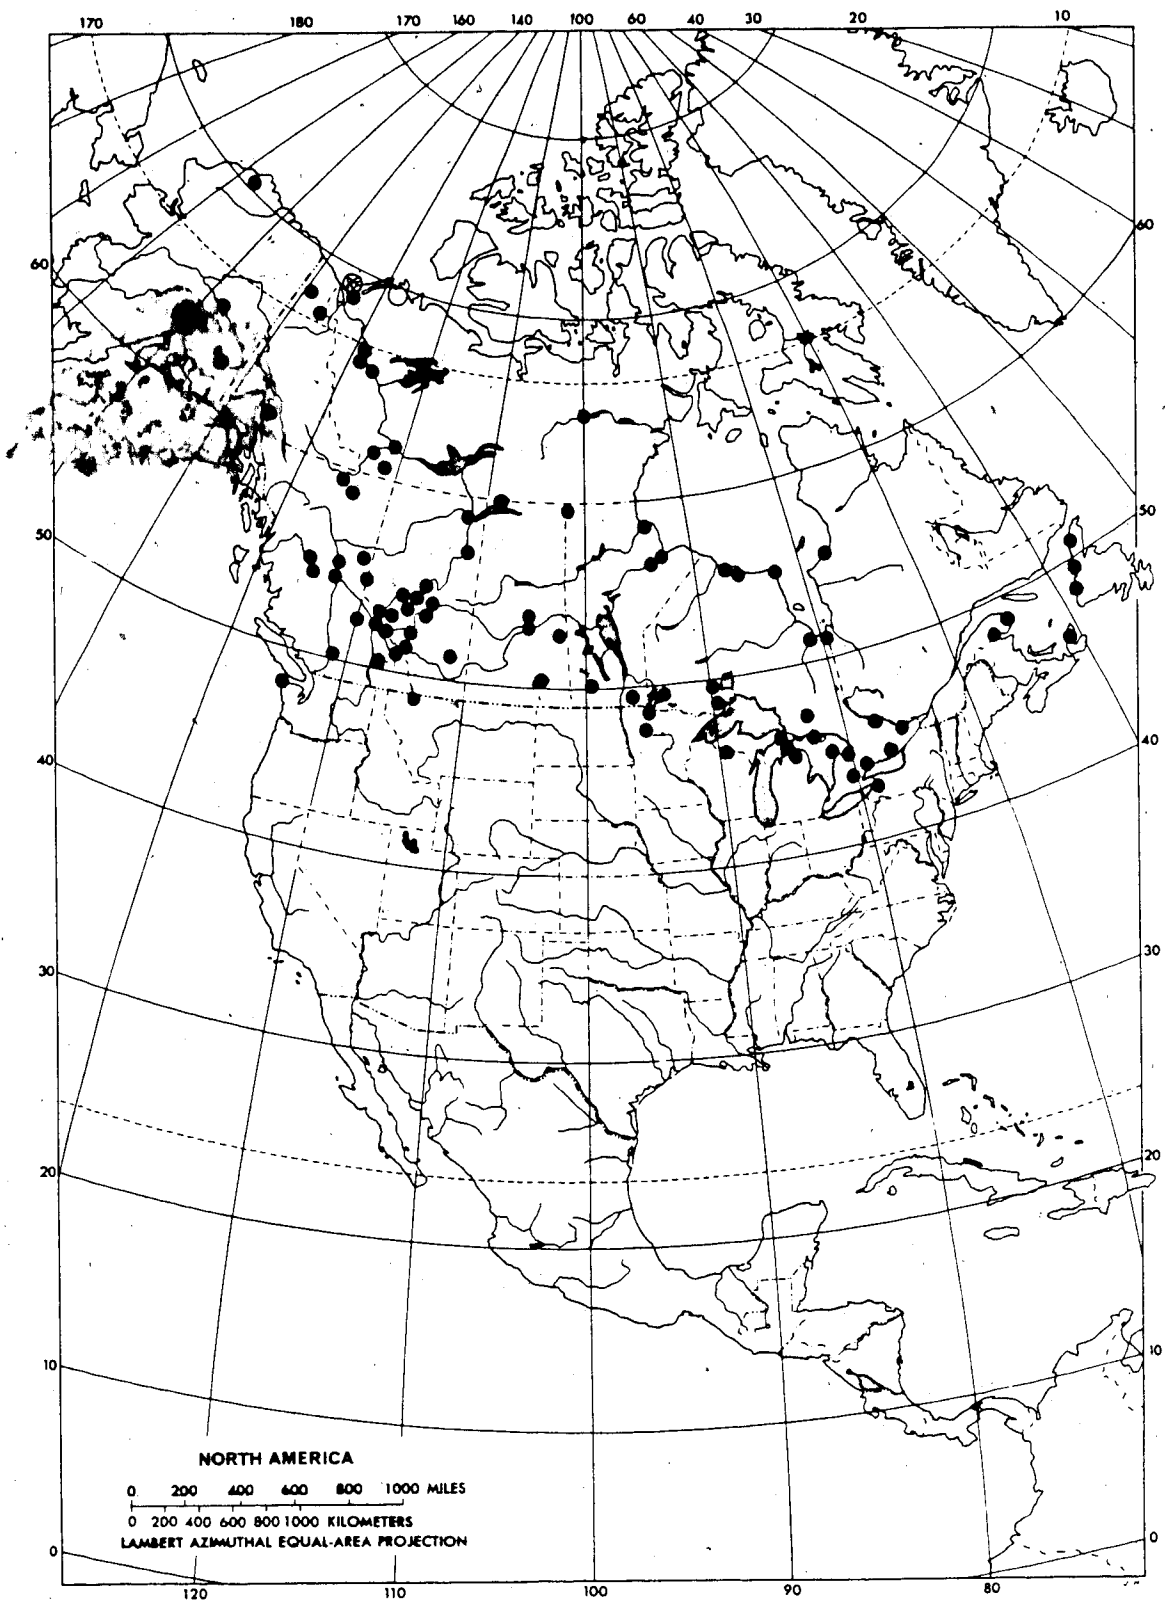 170 180 170 160 140 100 60 40 30 20 10
60 60
50 50
40 40
30 30
20 20
10 10
0 0
NORTH AMERICA
0 200 400 600 800 1000 MILES
0 200 400 600 800 1000 KILOMETERS
LAMBERT AZIMUTHAL EQUAL-AREA PROJECTION
120 110 100 90 80